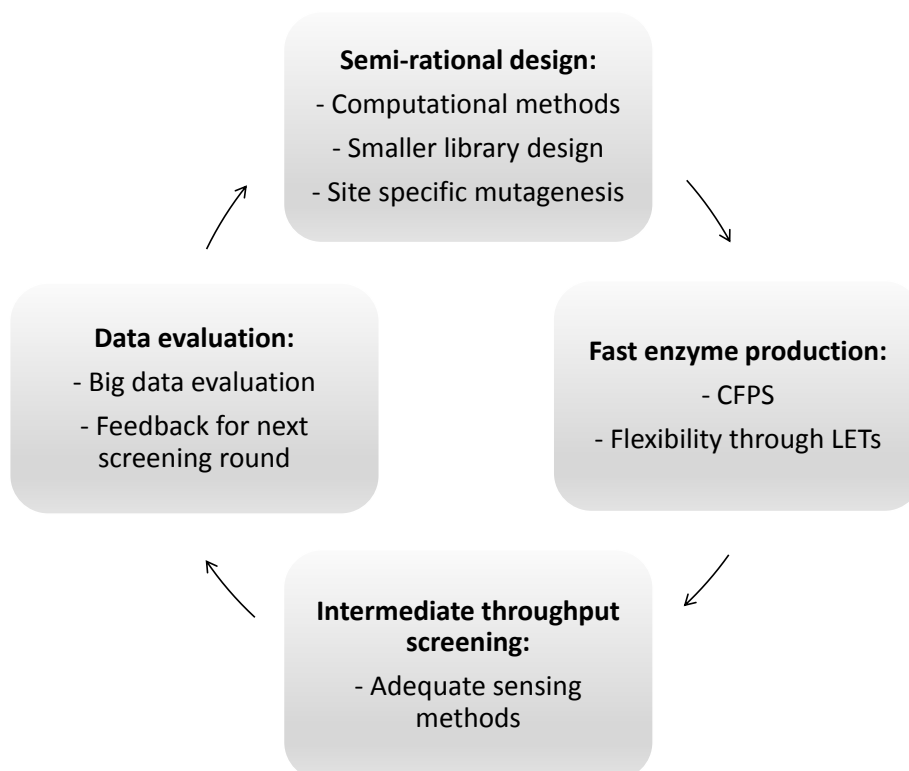 Semi-rational design:
- Computational methods
- Smaller library design
- Site specific mutagenesis
Data evaluation:
- Big data evaluation
- Feedback for next
screening round
Fast enzyme production:
- CFPS
- Flexibility through LETs
Intermediate throughput
screening:
- Adequate sensing
methods